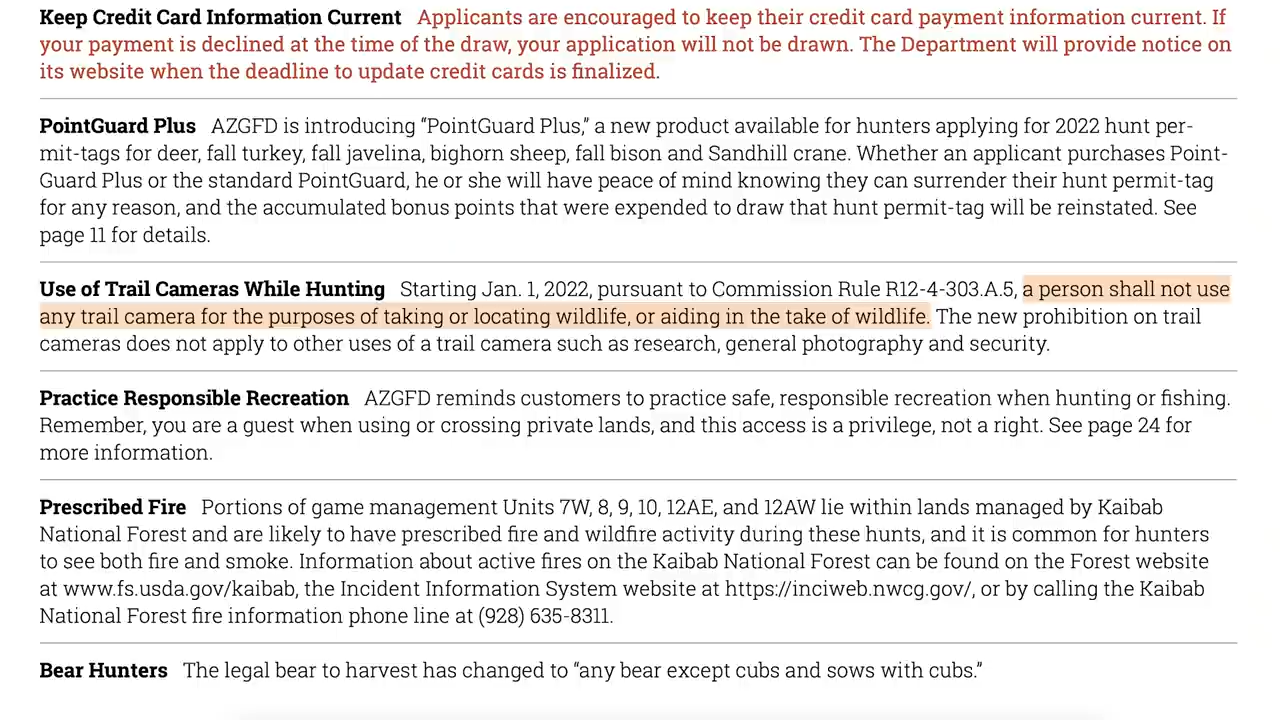 Keep Credit Card Information Current Applicants are encouraged to keep their credit card payment information current. If
your payment is declined at the time of the draw, your application will not be drawn. The Department will provide notice on
its website when the deadline to update credit cards is finalized.
PointGuard Plus AZGFD is introducing “PointGuard Plus,” a new product available for hunters applying for 2022 hunt per-
mit-tags for deer, fall turkey, fall javelina, bighorn sheep, fall bison and Sandhill crane. Whether an applicant purchases Point-
Guard Plus or the standard PointGuard, he or she will have peace of mind knowing they can surrender their hunt permit-tag
for any reason, and the accumulated bonus points that were expended to draw that hunt permit-tag will be reinstated. See
page 11 for details.
Use of Trail Cameras While Hunting Starting Jan. 1, 2022, pursuant to Commission Rule R12-4-303.A.5, a person shall not use
any trail camera for the purposes of taking or locating wildlife, or aiding in the take of wildlife. The new prohibition on trail
cameras does not apply to other uses of a trail camera such as research, general photography and security.
Practice Responsible Recreation AZGFD reminds customers to practice safe, responsible recreation when hunting or fishing.
Remember, you are a guest when using or crossing private lands, and this access is a privilege, not a right. See page 24 for
more information.
Prescribed Fire Portions of game management Units 7W, 8, 9, 10, 12AE, and 12AW lie within lands managed by Kaibab
National Forest and are likely to have prescribed fire and wildfire activity during these hunts, and it is common for hunters
to see both fire and smoke. Information about active fires on the Kaibab National Forest can be found on the Forest website
at www.fs.usda.gov/kaibab, the Incident Information System website at https://inciweb.nwcg.gov/, or by calling the Kaibab
National Forest fire information phone line at (928) 635-8311.
Bear Hunters The legal bear to harvest has changed to “any bear except cubs and sows with cubs.”